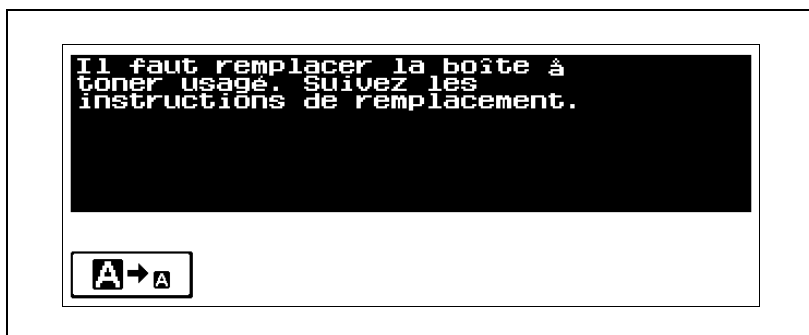 Il faut remplacer la boîte à
toner usagé. Suivez les
instructions de remplacement.
A→A